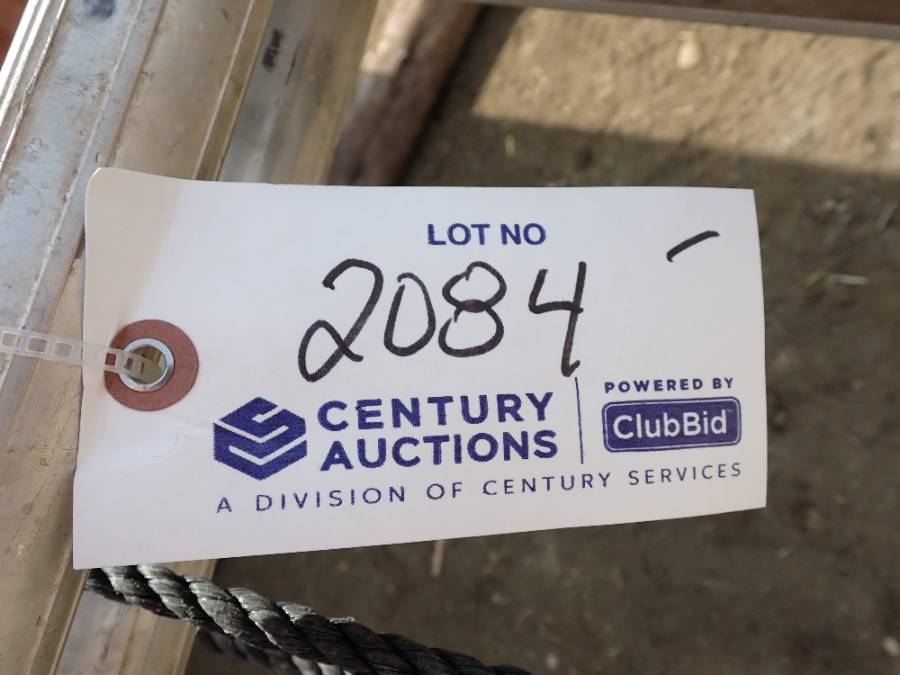 LOT NO
2084
CENTURY
AUCTIONS
POWERED BY
ClubBid
A DIVISION OF CENTURY SERVICES